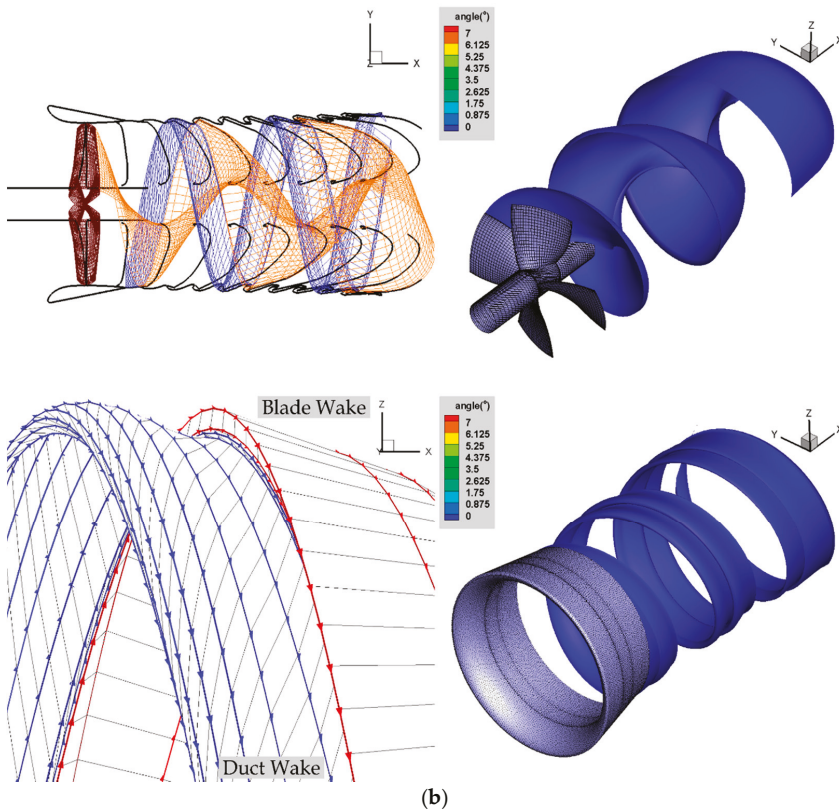 Y
Z
X
angle(°)
7
6.125
5.25
4.375
3.5
2.625
1.75
0.875
0
Z
Y
X
Blade Wake
Z
Y
X
Duct Wake
angle(°)
7
6.125
5.25
4.375
3.5
2.625
1.75
0.875
0
Z
Y
X
(b)